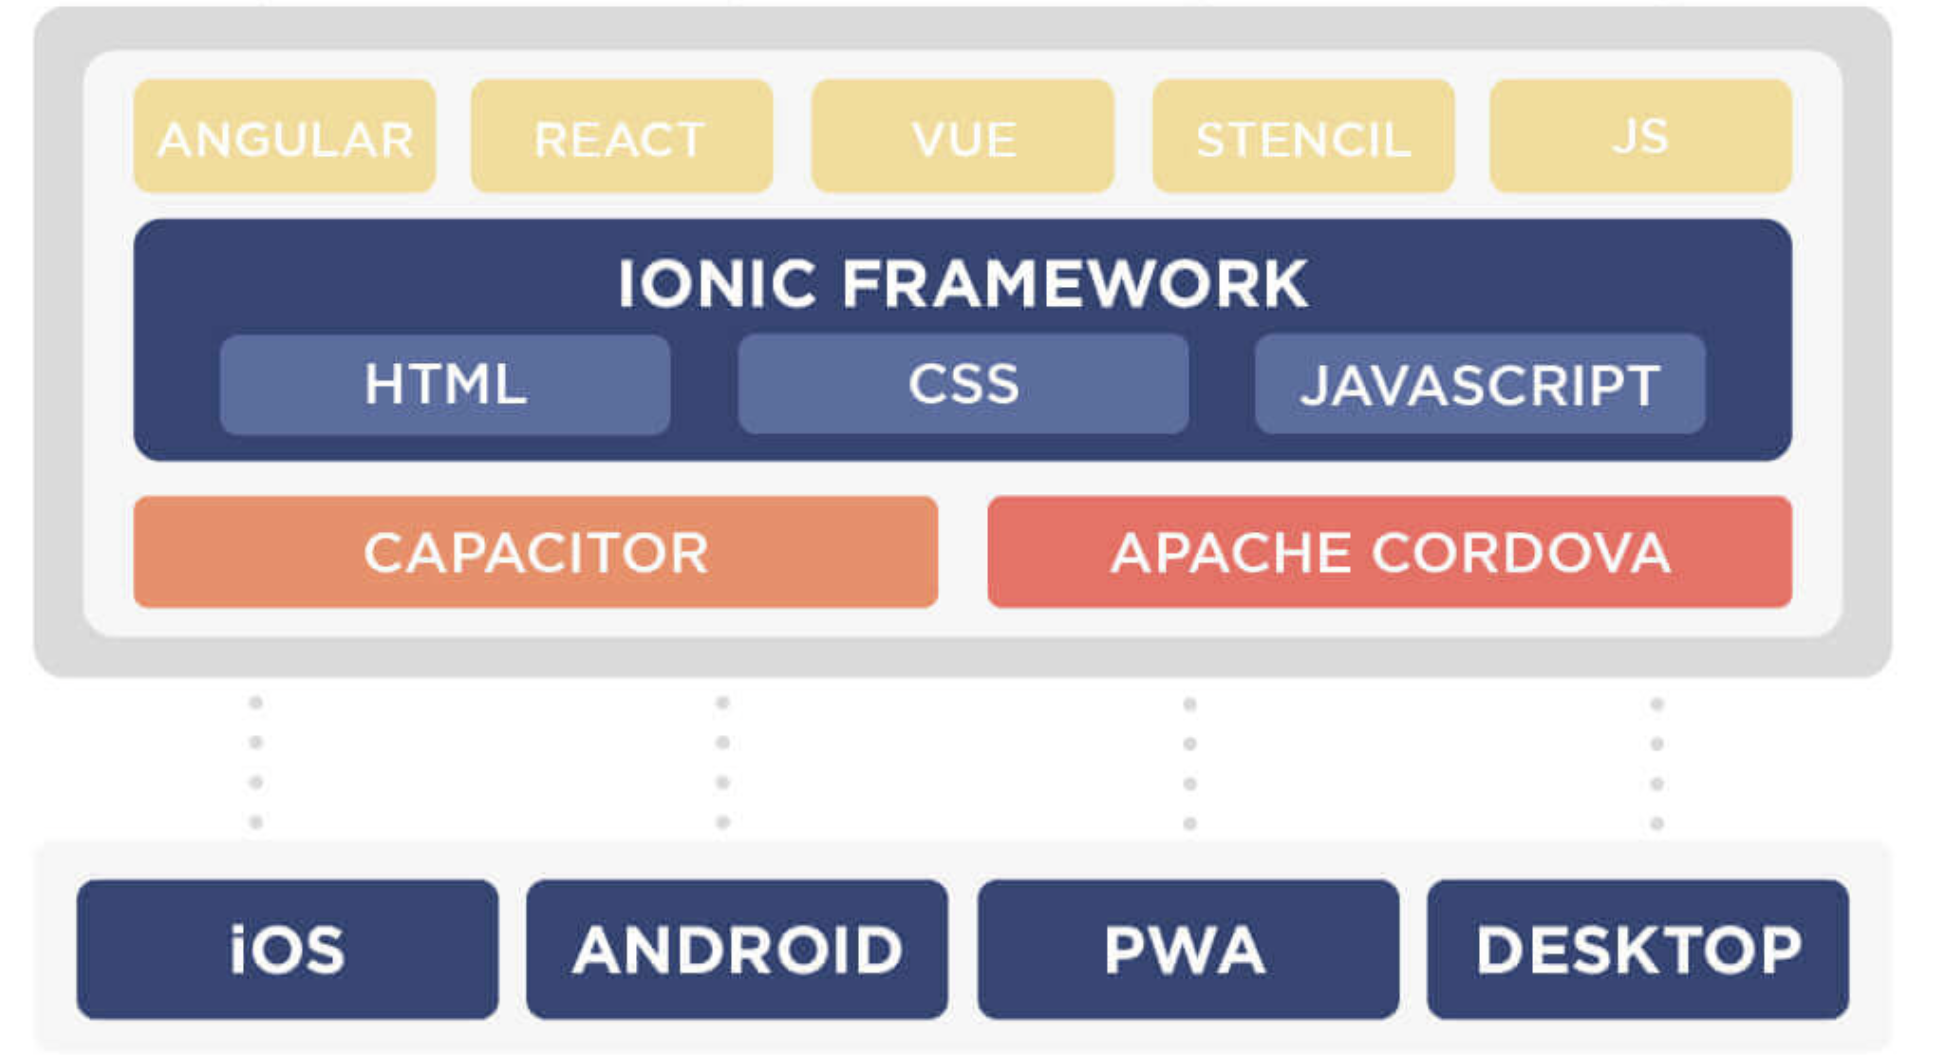 ANGULAR
REACT
VUE
STENCIL
JS
IONIC FRAMEWORK
HTML
CSS
JAVASCRIPT
CAPACITOR
APACHE CORDOVA
iOS
ANDROID
PWA
DESKTOP